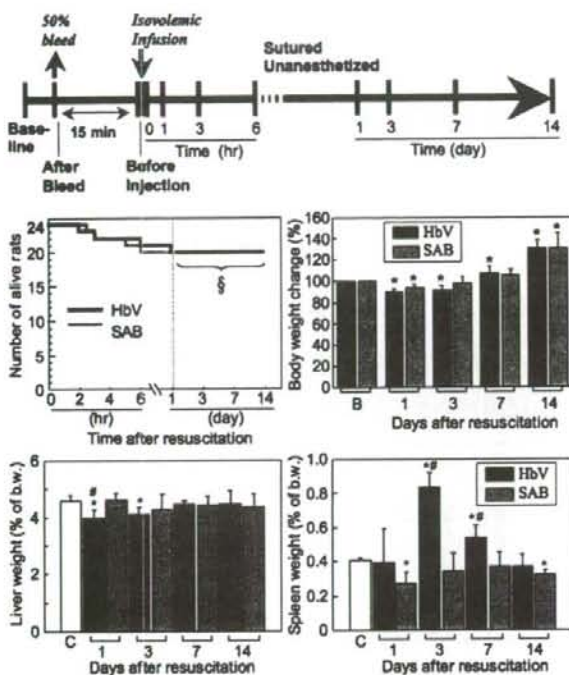 50% bleed
Isovolemic Infusion
Sutured Unanesthetized
Base-line
15 min
0 1 3 6
1 3 7 14
After Bleed
Before Injection
Time (hr)
Time (day)
Number of alive rats
24
20
15
10
5
0
HbV
SAB
§
0 2 4 6 1 3 7 14
(hr) (day)
Time after resuscitation
Body weight change (%)
160
140
120
100
80
60
40
20
0
HbV
SAB
* * * * * *
B 1 3 7 14
Days after resuscitation
Liver weight (% of b.w.)
6
4
2
0
#
* *
C 1 3 7 14
Days after resuscitation
Spleen weight (% of b.w.)
1.0
0.8
0.6
0.4
0.2
0
HbV
SAB
* *# *# *
C 1 3 7 14
Days after resuscitation